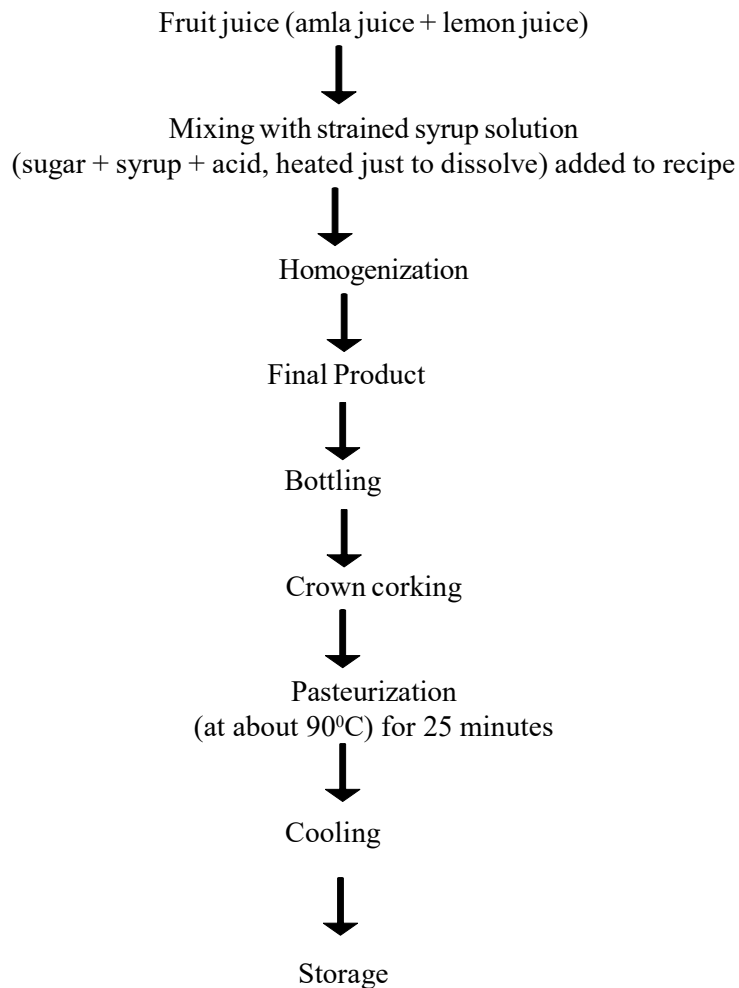 Fruit juice (amla juice + lemon juice)
Mixing with strained syrup solution
(sugar + syrup + acid, heated just to dissolve) added to recipe
Homogenization
Final Product
Bottling
Crown corking
Pasteurization
(at about 90⁰C) for 25 minutes
Cooling
Storage